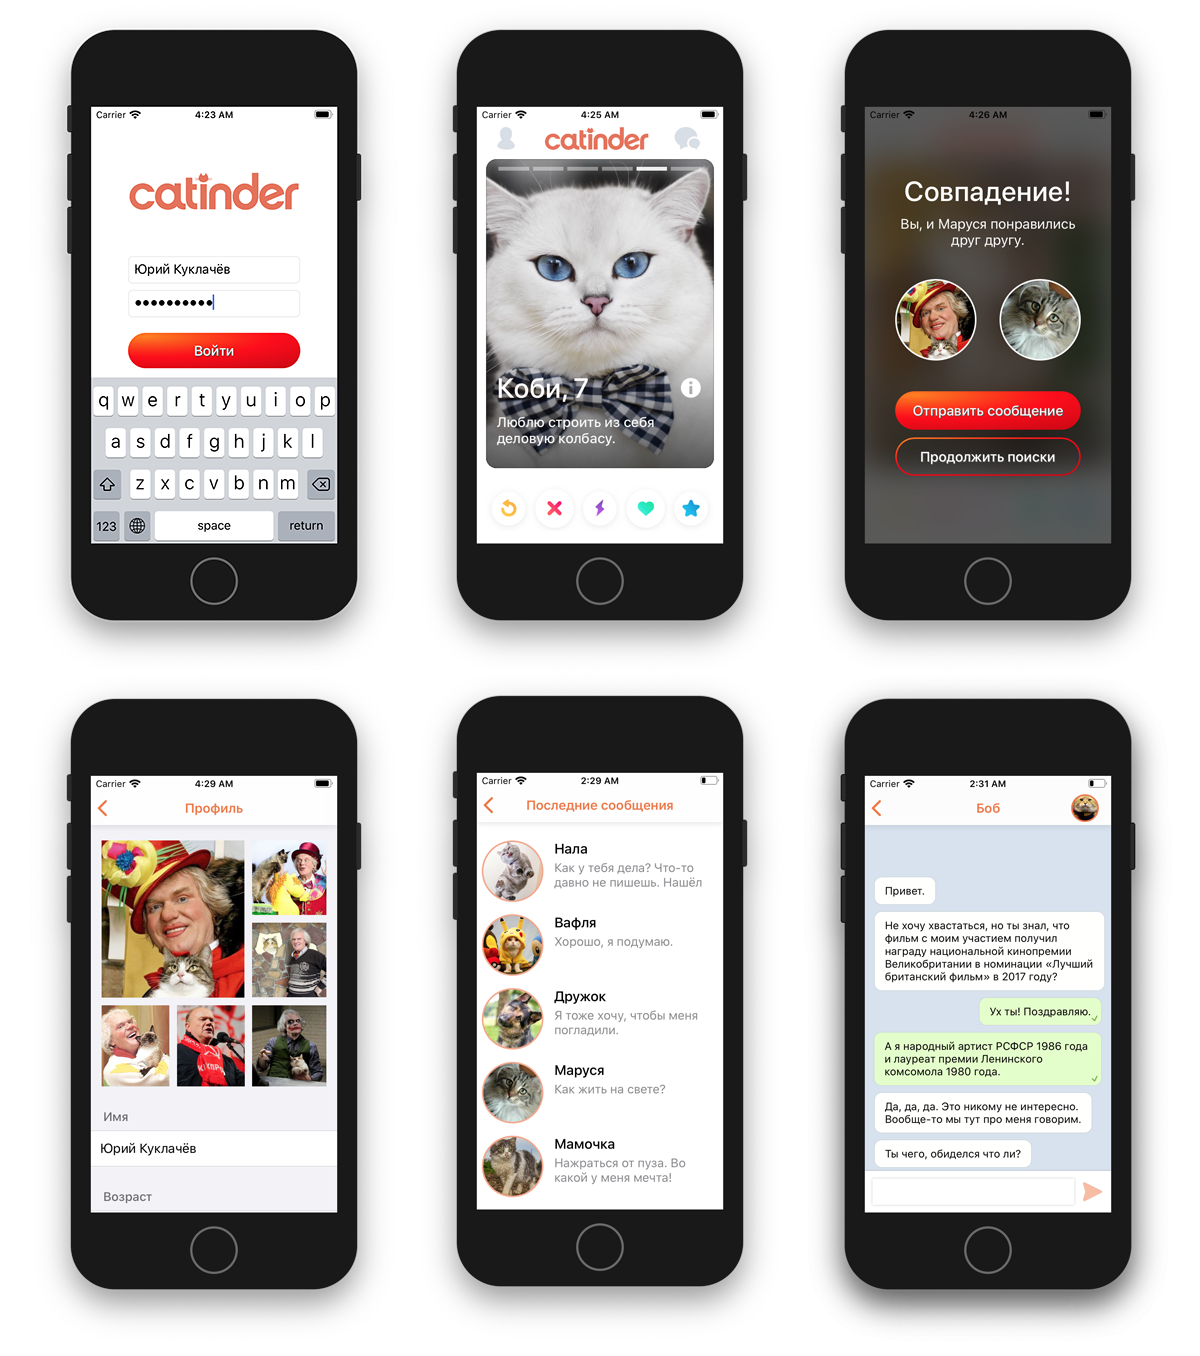 Carrier
4:23 AM
catinder
Юрий Куклачёв
Войти
q w e r t y u i o p
a s d f g h j k l
z x c v b n m
123
space
return
Carrier
4:25 AM
catinder
Коби, 7
Люблю строить из себя
деловую колбасу.
Carrier
4:26 AM
Совпадение!
Вы, и Маруся понравились
друг другу.
Отправить сообщение
Продолжить поиски
Carrier
4:29 AM
Профиль
Имя
Юрий Куклачёв
Возраст
Carrier
2:29 AM
Последние сообщения
Нала
Как у тебя дела? Что-то
давно не пишешь. Нашёл
Вафля
Хорошо, я подумаю.
Дружок
Я тоже хочу, чтобы меня
погладили.
Маруся
Как жить на свете?
Мамочка
Нажраться от пуза. Во
какой у меня мечта!
Carrier
2:31 AM
Боб
Привет.
Не хочу хвастаться, но ты знал, что
фильм с моим участием получил
награду национальной кинопремии
Великобритании в номинации «Лучший
британский фильм» в 2017 году?
Ух ты! Поздравляю.
А я народный артист РСФСР 1986 года
и лауреат премии Ленинского
комсомола 1980 года.
Да, да, да. Это никому не интересно.
Вообще-то мы тут про меня говорим.
Ты чего, обиделся что ли?